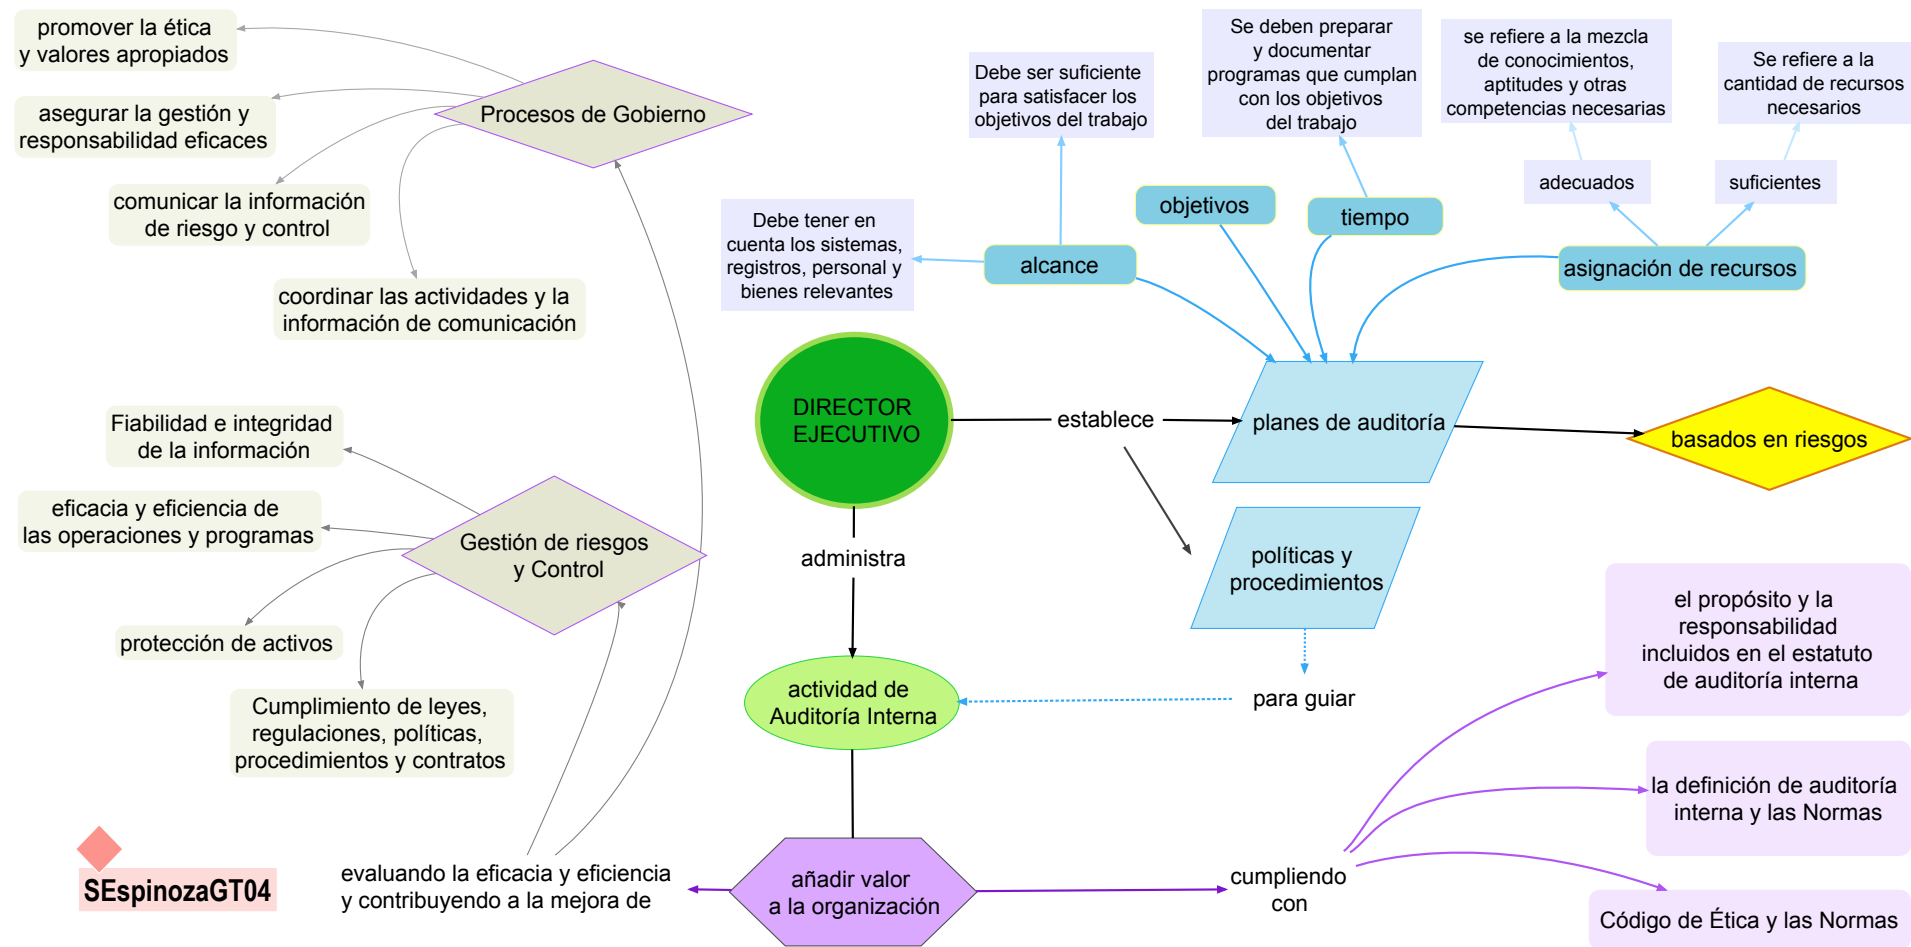 promover la ética
y valores apropiados
asegurar la gestión y
responsabilidad eficaces
comunicar la información
de riesgo y control
coordinar las actividades y la
información de comunicación
Procesos de Gobierno
Debe ser suficiente
para satisfacer los
objetivos del trabajo
Se deben preparar
y documentar
programas que cumplan
con los objetivos
del trabajo
se refiere a la mezcla
de conocimientos,
aptitudes y otras
competencias necesarias
Se refiere a la
cantidad de recursos
necesarios
adecuados
suficientes
Debe tener en
cuenta los sistemas,
registros, personal y
bienes relevantes
alcance
objetivos
tiempo
asignación de recursos
DIRECTOR
EJECUTIVO
establece
planes de auditoría
basados en riesgos
políticas y
procedimientos
para guiar
administra
actividad de
Auditoría Interna
Fiabilidad e integridad
de la información
eficacia y eficiencia de
las operaciones y programas
protección de activos
Cumplimiento de leyes,
regulaciones, políticas,
procedimientos y contratos
Gestión de riesgos
y Control
evaluando la eficacia y eficiencia
y contribuyendo a la mejora de
añadir valor
a la organización
cumpliendo
con
el propósito y la
responsabilidad
incluidos en el estatuto
de auditoría interna
la definición de auditoría
interna y las Normas
Código de Ética y las Normas
SEspinozaGT04